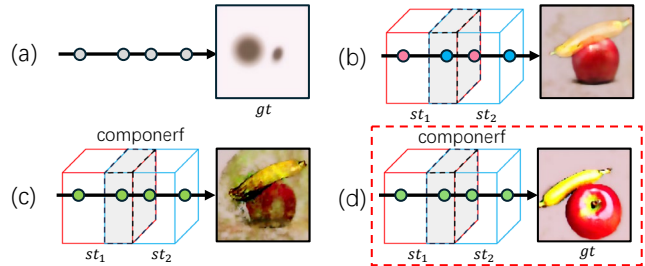 (a)
gt
(b)
st₁ st₂
componerf
(c)
st₁ st₂
componerf
(d)
st₁ st₂
gt